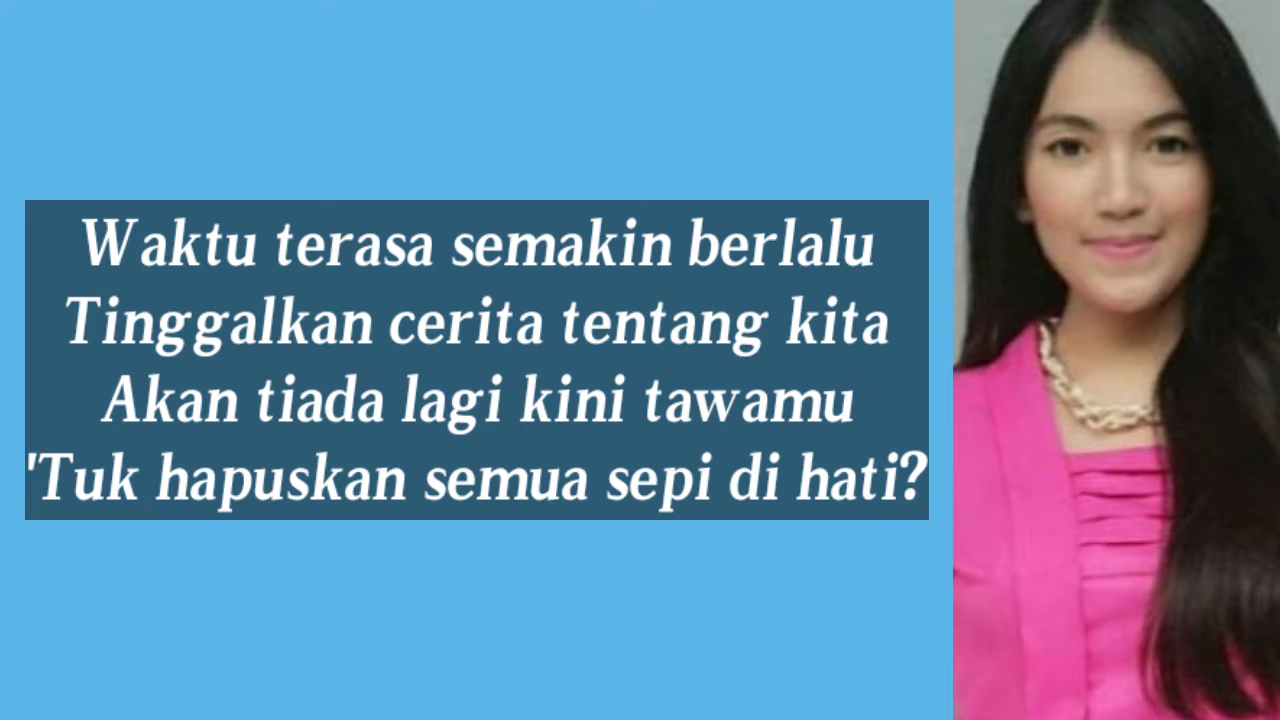 Waktu terasa semakin berlalu
Tinggalkan cerita tentang kita
Akan tiada lagi kini tawamu
'Tuk hapuskan semua sepi di hati?